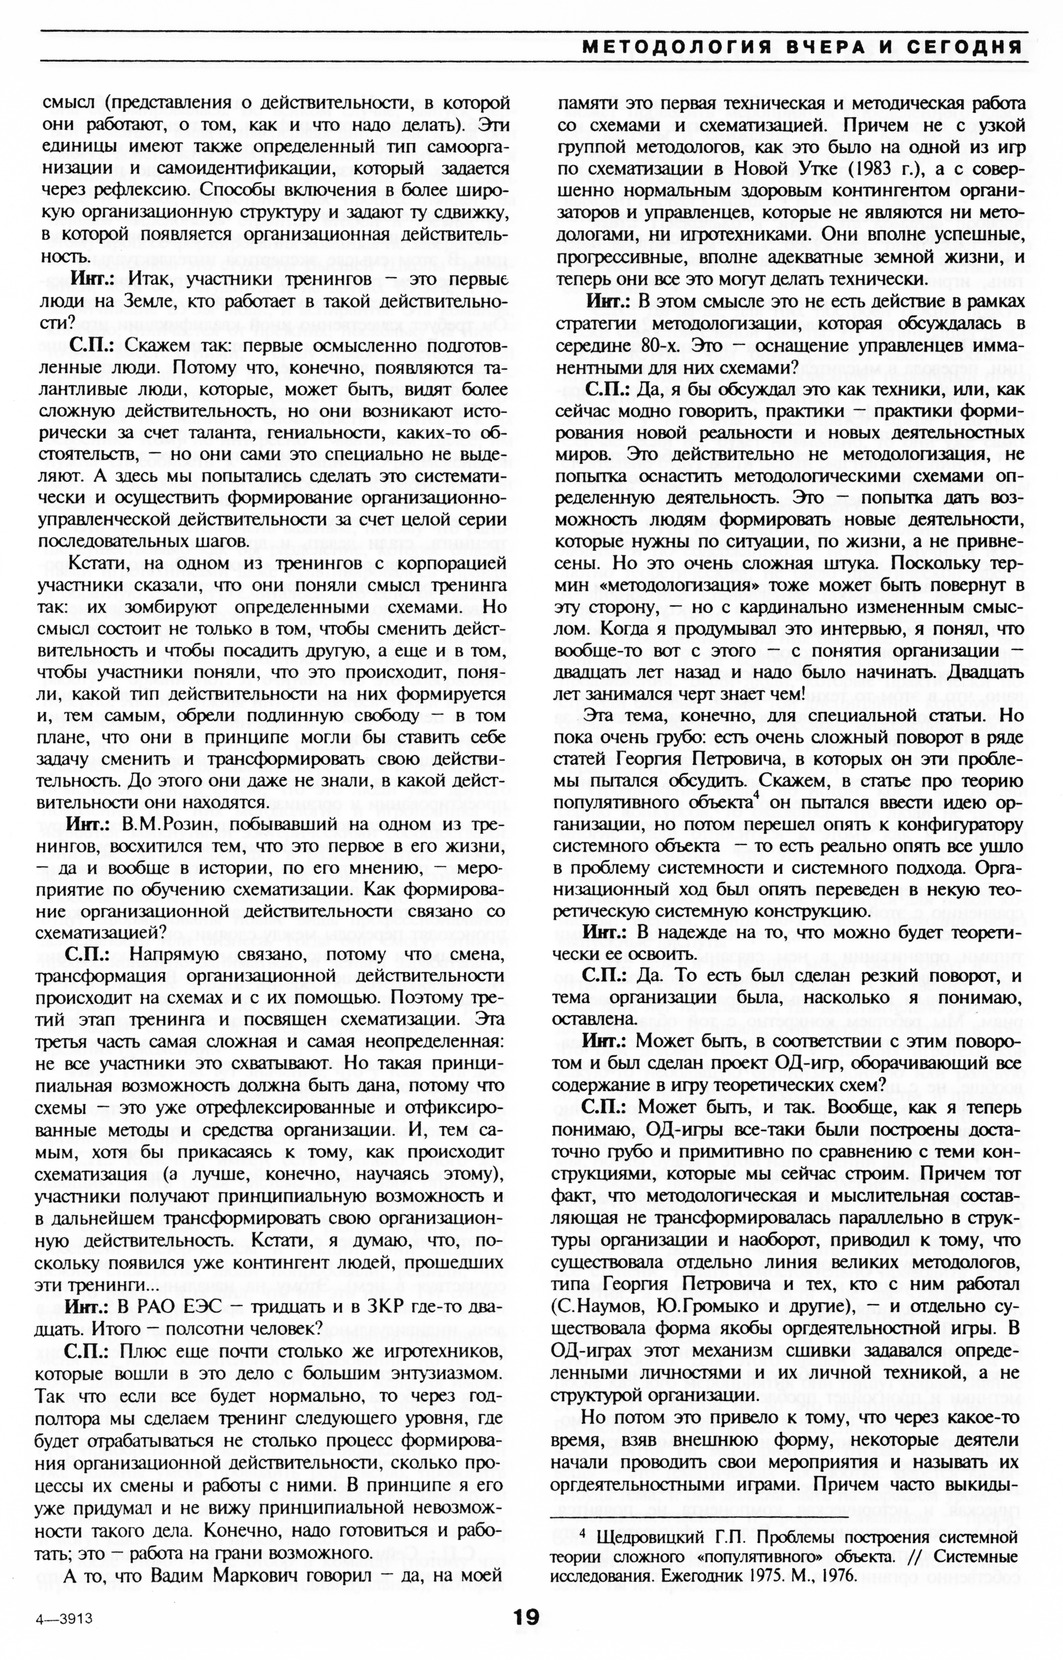 МЕТОДОЛОГИЯ ВЧЕРА И СЕГОДНЯ
смысл (представления о действительности, в которой
они работают, о том, как и что надо делать). Эти
единицы имеют также определенный тип самоорга-
низации и самоидентификации, который задается
через рефлексию. Способы включения в более широ-
кую организационную структуру и задают ту сдвижку,
в которой появляется организационная действитель-
ность.
Инт.: Итак, участники тренингов – это первые
люди на Земле, кто работает в такой действительно-
сти?
С.П.: Скажем так: первые осмысленно подготов-
ленные люди. Потому что, конечно, появляются та-
лантливые люди, которые, может быть, видят более
сложную действительность, но они возникают исто-
рически за счет таланта, гениальности, каких-то об-
стоятельств, – но они сами это специально не выде-
ляют. А здесь мы попытались сделать это системати-
чески и осуществить формирование организационно-
управленческой действительности за счет целой серии
последовательных шагов.
Кстати, на одном из тренингов с корпорацией
участники сказали, что они поняли смысл тренинга
так: их зомбируют определенными схемами. Но
смысл состоит не только в том, чтобы сменить дейст-
вительность и чтобы посадить другую, а еще и в том,
чтобы участники поняли, что это происходит, поня-
ли, какой тип действительности на них формируется
и, тем самым, обрели подлинную свободу – в том
плане, что они в принципе могли бы ставить себе
задачу сменить и трансформировать свою действи-
тельность. До этого они даже не знали, в какой дейст-
вительности они находятся.
Инт.: В.М.Розин, побывавший на одном из тре-
нингов, восхитился тем, что это первое в его жизни,
– да и вообще в истории, по его мнению, – меро-
приятие по обучению схематизации. Как формирова-
ние организационной действительности связано со
схематизацией?
С.П.: Напрямую связано, потому что смена,
трансформация организационной действительности
происходит на схемах и с их помощью. Поэтому тре-
тий этап тренинга и посвящен схематизации. Эта
третья часть самая сложная и самая неопределенная:
не все участники это схватывают. Но такая принци-
пиальная возможность должна быть дана, потому что
схемы – это уже отрефлексированные и отфиксиро-
ванные методы и средства организации. И, тем са-
мым, хотя бы прикасаясь к тому, как происходит
схематизация (а лучше, конечно, научаясь этому),
участники получают принципиальную возможность и
в дальнейшем трансформировать свою организацион-
ную действительность. Кстати, я думаю, что, по-
скольку появился уже контингент людей, прошедших
эти тренинги...
Инт.: В РАО ЕЭС – тридцать и в ЗКР где-то два-
дцать. Итого – полсотни человек?
С.П.: Плюс еще почти столько же игротехников,
которые вошли в это дело с большим энтузиазмом.
Так что если все будет нормально, то через год-
полтора мы сделаем тренинг следующего уровня, где
будет отрабатываться не столько процесс формирова-
ния организационной действительности, сколько про-
цессы их смены и работы с ними. В принципе я его
уже придумал и не вижу принципиальной невозмож-
ности такого дела. Конечно, надо готовиться и рабо-
тать; это – работа на грани возможного.
А то, что Вадим Маркович говорил – да, на моей
памяти это первая техническая и методическая работа
со схемами и схематизацией. Причем не с узкой
группой методологов, как это было на одной из игр
по схематизации в Новой Утке (1983 г.), а с совер-
шенно нормальным здоровым контингентом органи-
заторов и управленцев, которые не являются ни мето-
дологами, ни игротехниками. Они вполне успешные,
прогрессивные, вполне адекватные земной жизни, и
теперь они все это могут делать технически.
Инт.: В этом смысле это не есть действие в рамках
стратегии методологизации, которая обсуждалась в
середине 80-х. Это – оснащение управленцев имма-
нентными для них схемами?
С.П.: Да, я бы обсуждал это как техники, или, как
сейчас модно говорить, практики – практики форми-
рования новой реальности и новых деятельностных
миров. Это действительно не методологизация, не
попытка оснастить методологическими схемами оп-
ределенную деятельность. Это – попытка дать воз-
можность людям формировать новые деятельности,
которые нужны по ситуации, по жизни, а не привне-
сены. Но это очень сложная штука. Поскольку тер-
мин «методологизация» тоже может быть повернут в
эту сторону, – но с кардинально измененным смыс-
лом. Когда я продумывал это интервью, я понял, что
вообще-то вот с этого – с понятия организации –
двадцать лет назад и надо было начинать. Двадцать
лет занимался черт знает чем!
Эта тема, конечно, для специальной статьи. Но
пока очень грубо: есть очень сложный поворот в ряде
статей Георгия Петровича, в которых он эти пробле-
мы пытался обсудить. Скажем, в статье про теорию
популятивного объекта⁴ он пытался ввести идею ор-
ганизации, но потом перешел опять к конфигуратору
системного объекта – то есть реально опять все ушло
в проблему системности и системного подхода. Орга-
низационный ход был опять переведен в некую тео-
ретическую системную конструкцию.
Инт.: В надежде на то, что можно будет теорети-
чески ее освоить.
С.П.: Да. То есть был сделан резкий поворот, и
тема организации была, насколько я понимаю,
оставлена.
Инт.: Может быть, в соответствии с этим поворо-
том и был сделан проект ОД-игр, оборачивающий все
содержание в игру теоретических схем?
С.П.: Может быть, и так. Вообще, как я теперь
понимаю, ОД-игры все-таки были построены доста-
точно грубо и примитивно по сравнению с теми кон-
струкциями, которые мы сейчас строим. Причем тот
факт, что методологическая и мыслительная состав-
ляющая не трансформировалась параллельно в струк-
туры организации и наоборот, приводил к тому, что
существовала отдельно линия великих методологов,
типа Георгия Петровича и тех, кто с ним работал
(С.Наумов, Ю.Громыко и другие), – и отдельно су-
ществовала форма якобы оргдеятельностной игры. В
ОД-играх этот механизм сшивки задавался опреде-
ленными личностями и их личной техникой, а не
структурой организации.
Но потом это привело к тому, что через какое-то
время, взяв внешнюю форму, некоторые деятели
начали проводить свои мероприятия и называть их
оргдеятельностными играми. Причем часто выкиды-
⁴ Щедровицкий Г.П. Проблемы построения системной
теории сложного «популятивного» объекта. // Системные
исследования. Ежегодник 1975. М., 1976.
4—3913
19